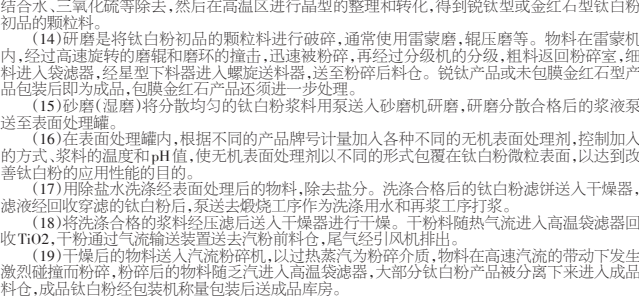 结合水、三氧化硫等除去，然后在高温区进行晶型的整理和转化，得到锐钛型或金红石型钛白粉
初品的颗粒料。
(14)研磨是将钛白粉初品的颗粒料进行破碎，通常使用雷蒙磨，辊压磨等。物料在雷蒙机
内，经过高速旋转的磨辊和磨环的撞击，迅速被粉碎，再经过分级机的分级，粗料返回粉碎室，细
料进入袋滤器，经星型下料器进入螺旋送料器，送至粉碎后料仓。锐钛产品或未包膜金红石型产
品包装后即为成品，包膜金红石产品还须进一步处理。
(15)砂磨(湿磨)将分散均匀的钛白粉浆料用泵送入砂磨机研磨，研磨分散合格后的浆液泵
送至表面处理罐。
(16)在表面处理罐内，根据不同的产品牌号计量加入各种不同的无机表面处理剂，控制加入
的方式、浆料的温度和pH值，使无机表面处理剂以不同的形式包覆在钛白粉微粒表面，以达到改
善钛白粉的应用性能的目的。
(17)用除盐水洗涤经表面处理后的物料，除去盐分。洗涤合格后的钛白粉滤饼送入干燥器，
滤液经回收穿滤的钛白粉后，泵送去煅烧工序作为洗涤用水和再浆工序打浆。
(18)将洗涤合格的浆料经压滤后送入干燥器进行干燥。干粉料随热气流进入高温袋滤器回
收TiO2，干粉通过气流输送装置送去汽粉前料仓，尾气经引风机排出。
(19)干燥后的物料送入汽流粉碎机，以过热蒸汽为粉碎介质，物料在高速汽流的带动下发生
激烈碰撞而粉碎，粉碎后的物料随乏汽进入高温袋滤器，大部分钛白粉产品被分离下来进入成品
料仓，成品钛白粉经包装机称量包装后送成品库房。